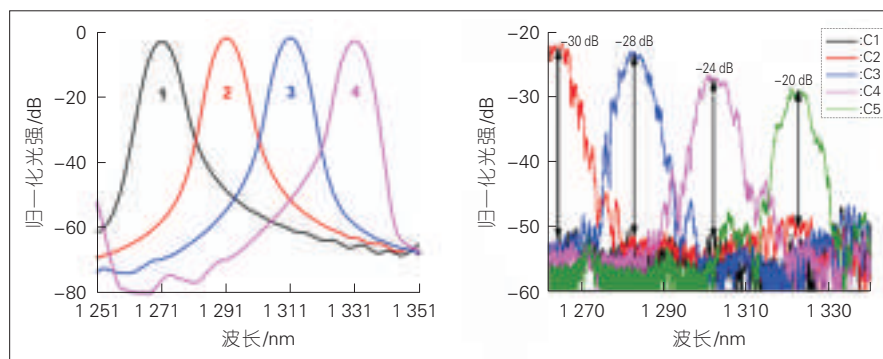 归一化光强/dB
0
−20
−40
−60
−80
1
2
3
4
1 251 1 271 1 291 1 311 1 331 1 351
波长/nm
归一化光强/dB
−20
−30
−40
−50
−60
−30 dB
−28 dB
−24 dB
−20 dB
:C1
:C2
:C3
:C4
:C5
1 270 1 290 1 310 1 330
波长/nm